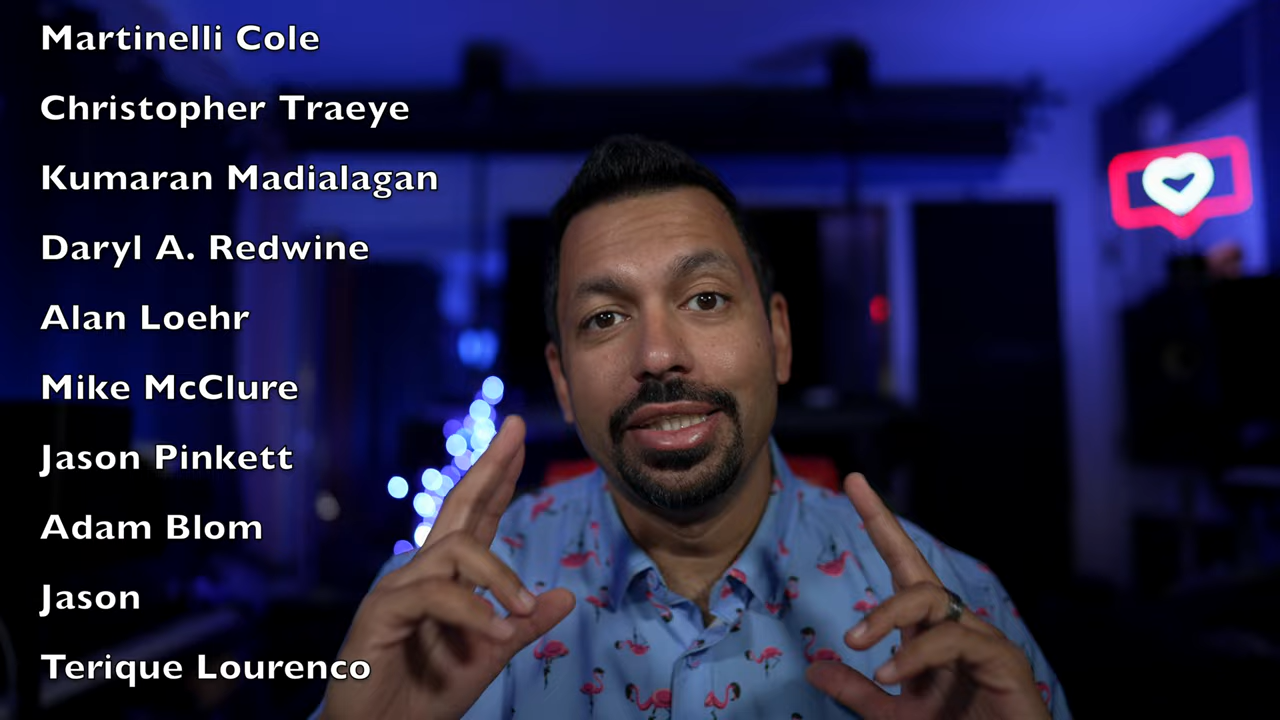 Martinelli Cole
Christopher Traeye
Kumaran Madialagan
Daryl A. Redwine
Alan Loehr
Mike McClure
Jason Pinkett
Adam Blom
Jason
Terique Lourenco